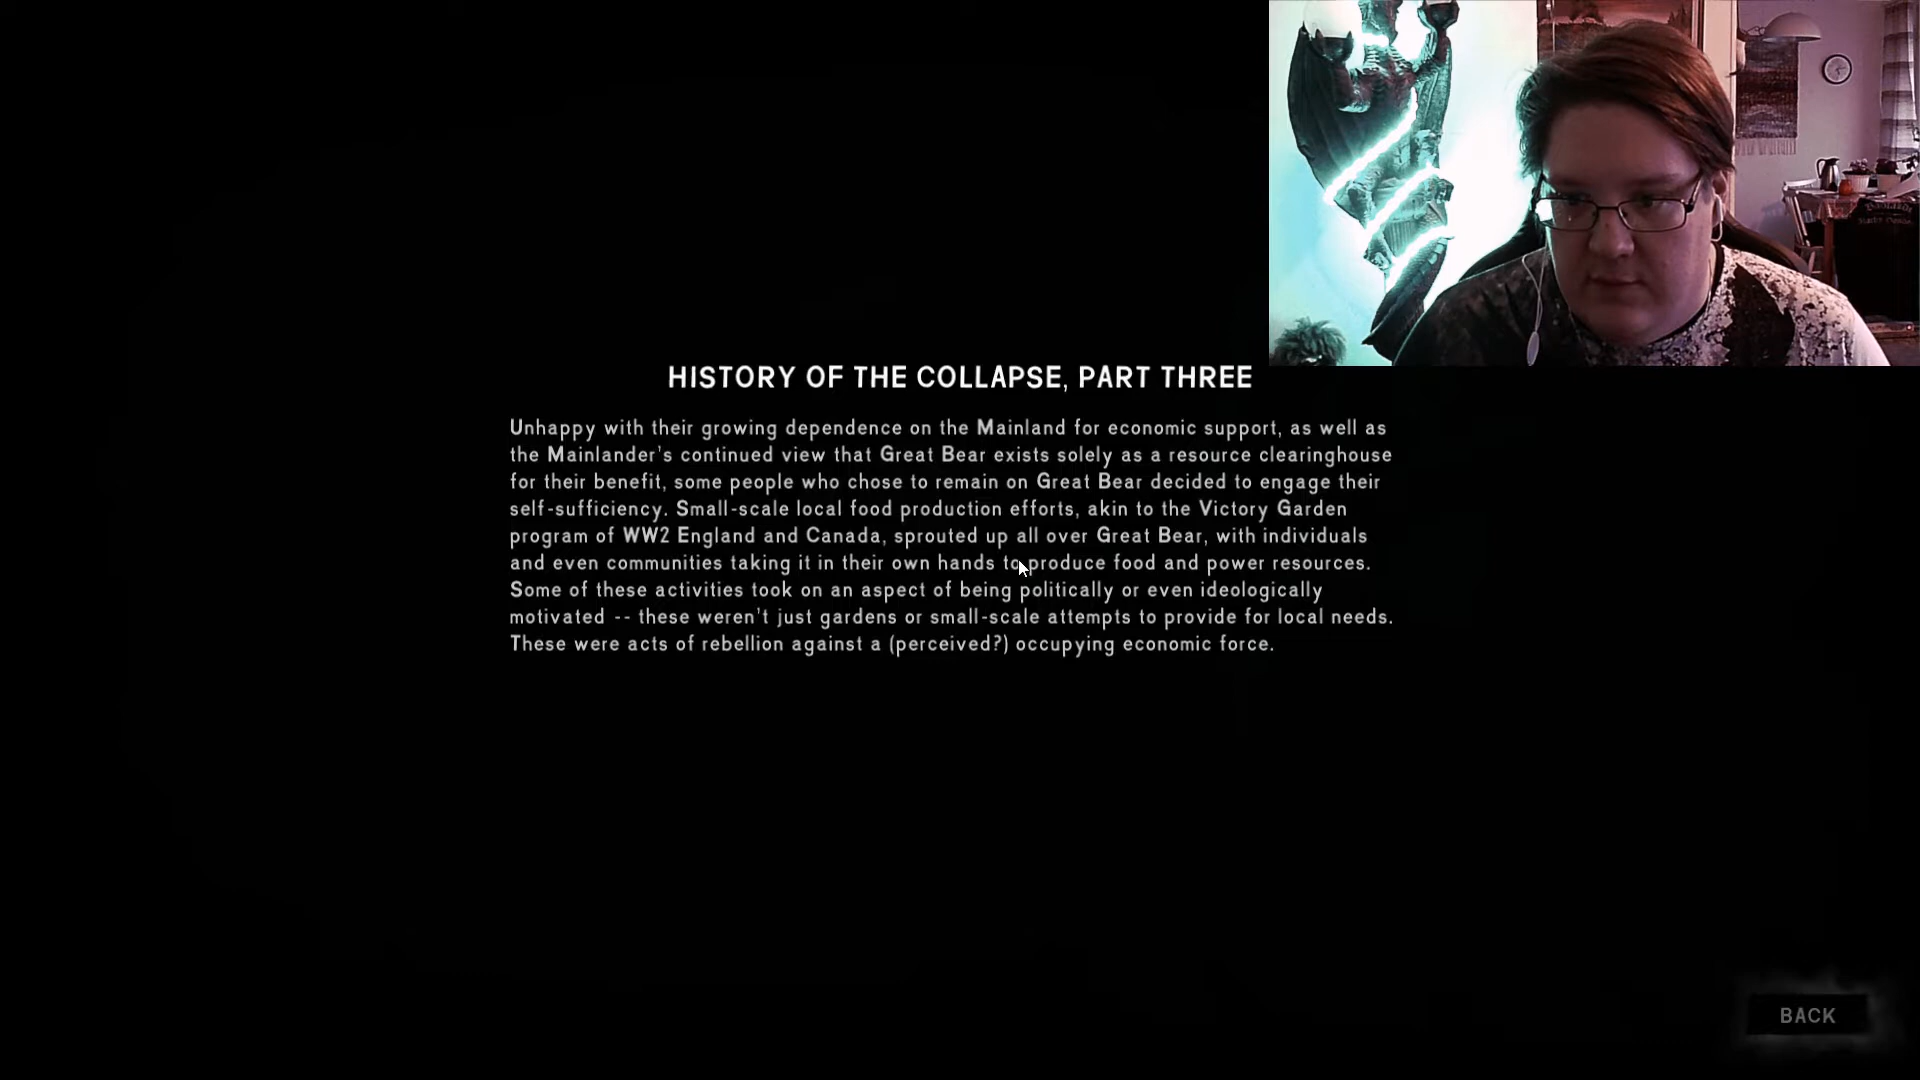 HISTORY OF THE COLLAPSE, PART THREE
Unhappy with their growing dependence on the Mainland for economic support, as well as
the Mainlander's continued view that Great Bear exists solely as a resource clearinghouse
for their benefit, some people who chose to remain on Great Bear decided to engage their
self-sufficiency. Small-scale local food production efforts, akin to the Victory Garden
program of WW2 England and Canada, sprouted up all over Great Bear, with individuals
and even communities taking it in their own hands to produce food and power resources.
Some of these activities took on an aspect of being politically or even ideologically
motivated -- these weren't just gardens or small-scale attempts to provide for local needs.
These were acts of rebellion against a (perceived?) occupying economic force.
BACK